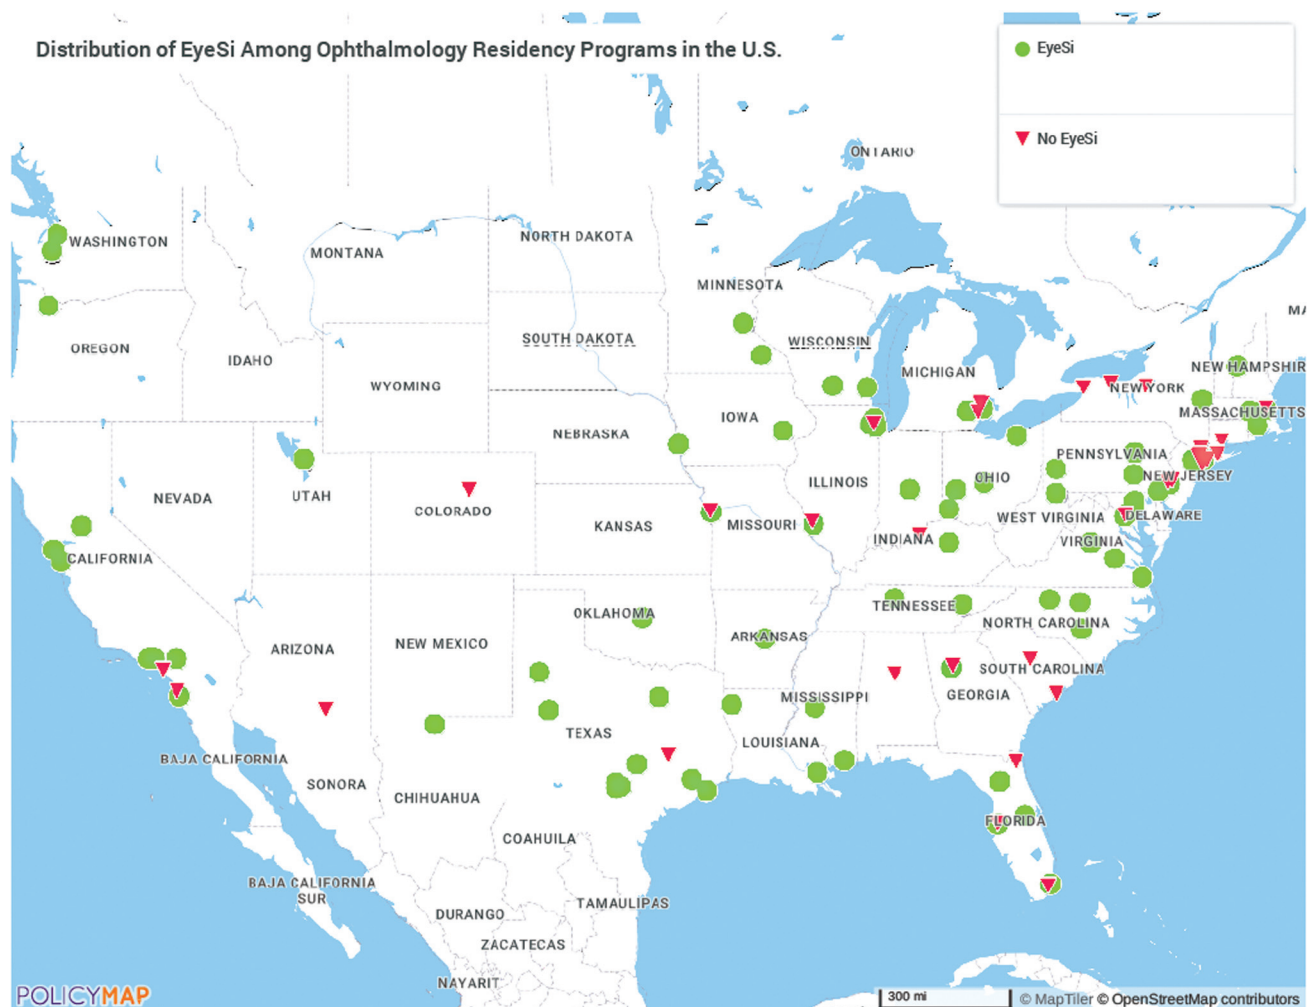 Distribution of EyeSi Among Ophthalmology Residency Programs in the U.S.
EyeSi
No EyeSi
ONTARIO
WASHINGTON
MONTANA
NORTH DAKOTA
MINNESOTA
MA
OREGON
IDAHO
SOUTH DAKOTA
WISCONSIN
MICHIGAN
NEW HAMPSHIR
WYOMING
NEW YORK
MASSACHUSETTS
IOWA
NEBRASKA
PENNSYLVANIA
NEVADA
UTAH
COLORADO
ILLINOIS
OHIO
NEW JERSEY
KANSAS
MISSOURI
INDIANA
WEST VIRGINIA
DELAWARE
CALIFORNIA
VIRGINIA
OKLAHOMA
TENNESSEE
NORTH CAROLINA
ARIZONA
NEW MEXICO
ARKANSAS
SOUTH CAROLINA
MISSISSIPPI
GEORGIA
TEXAS
LOUISIANA
BAJA CALIFORNIA
SONORA
CHIHUAHUA
FLORIDA
COAHUILA
BAJA CALIFORNIA
SUR
TAMAULIPAS
DURANGO
ZACATECAS
NAYARIT
POLICYMAP
300 mi
© MapTiler © OpenStreetMap contributors